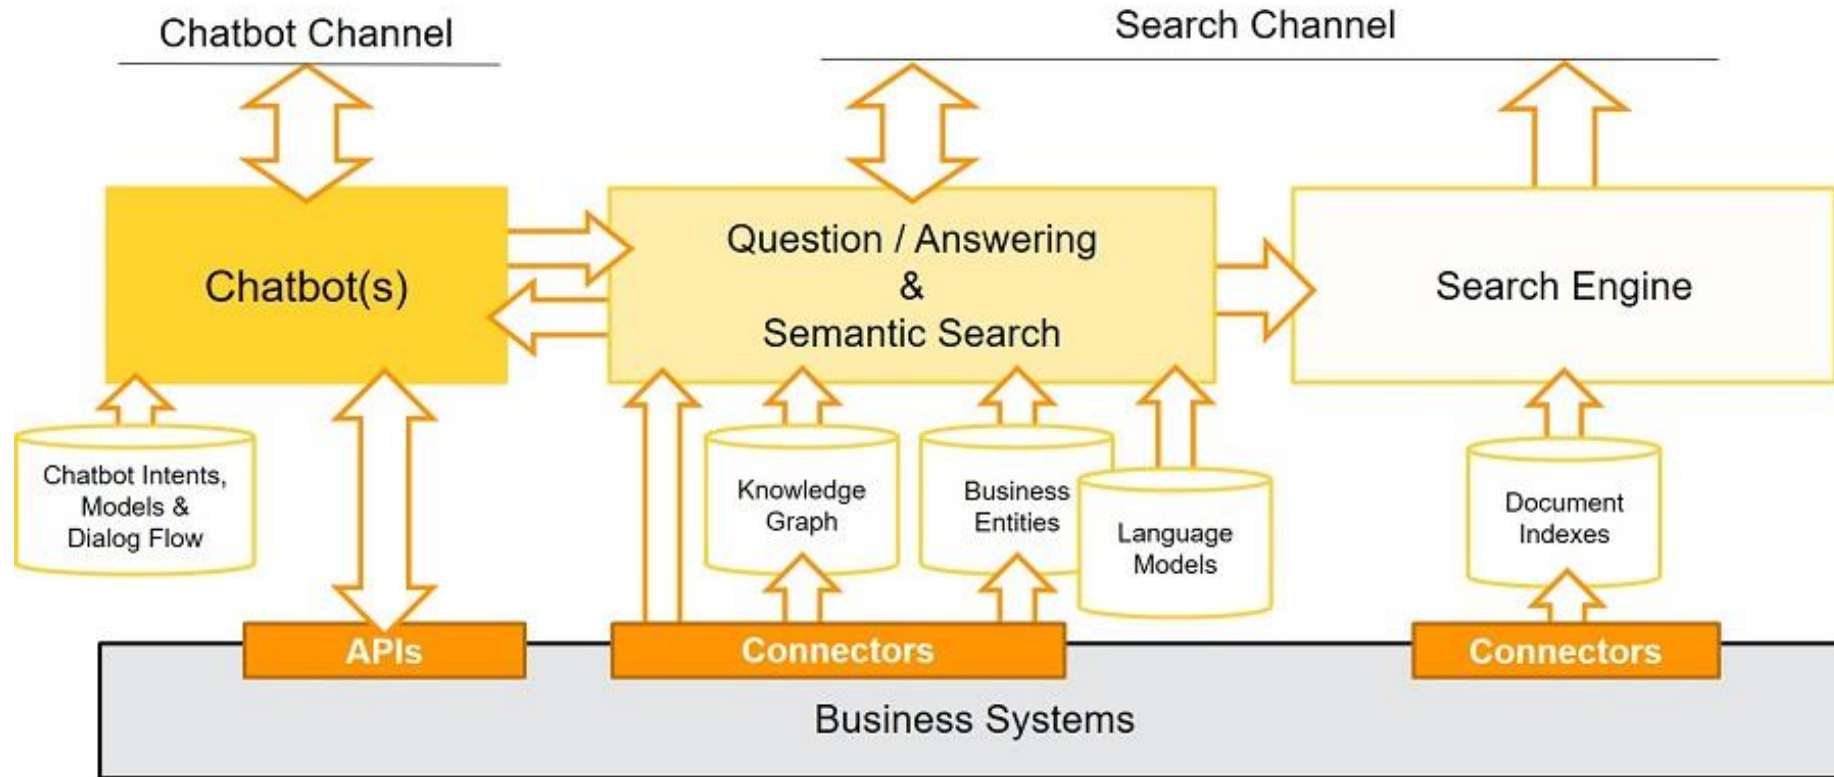 Chatbot Channel
Search Channel
Chatbot(s)
Question / Answering
&
Semantic Search
Search Engine
Chatbot Intents,
Models &
Dialog Flow
Knowledge
Graph
Business
Entities
Language
Models
Document
Indexes
APIs
Connectors
Connectors
Business Systems